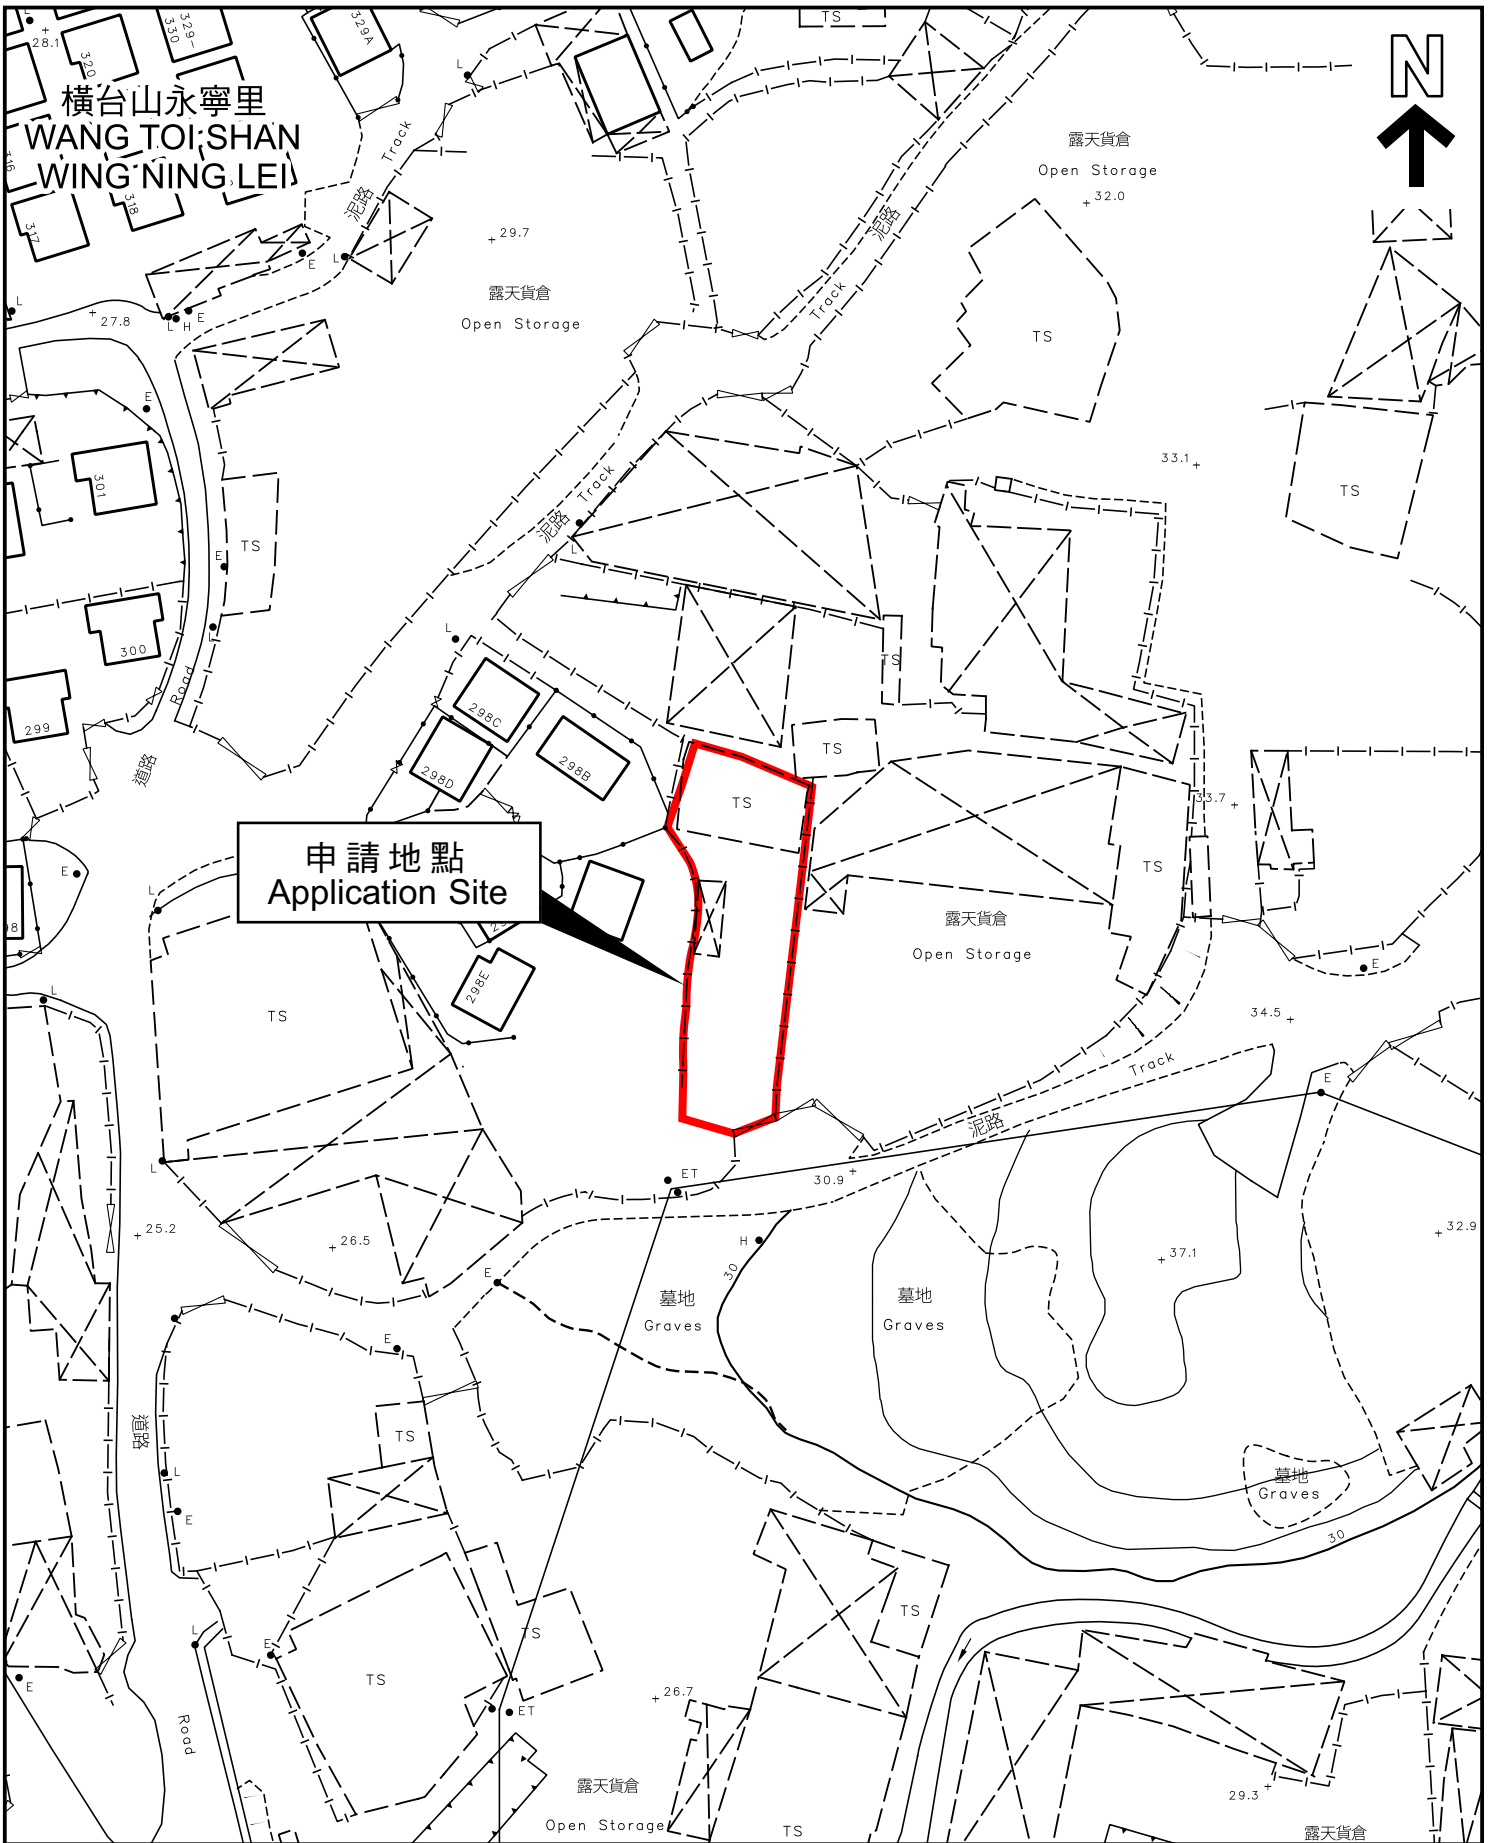 28.1
330
329-
329A
TS
N
320
L
橫台山永寧里
WANG TOI SHAN
WING NING LEI
316
318
317
Track
泥路
露天貨倉
Open Storage
32.0
泥路
Track
29.7
露天貨倉
Open Storage
E
L
L
27.8
L H E
TS
E
301
33.1
TS
Track
泥路
L
TS
E
L
300
L
TS
Road
299
道路
298C
298D
298B
TS
TS
33.7
TS
申請地點
Application Site
E
L
露天貨倉
Open Storage
E
298E
L
TS
34.5
Track
泥路
E
L
ET
30.9
25.2
26.5
H
37.1
32.9
E
30
墓地
Graves
墓地
Graves
E
道路
TS
L
墓地
Graves
E
30
TS
L
E
TS
TS
E
26.7
ET
Road
露天貨倉
Open Storage
29.3
TS
露天貨倉